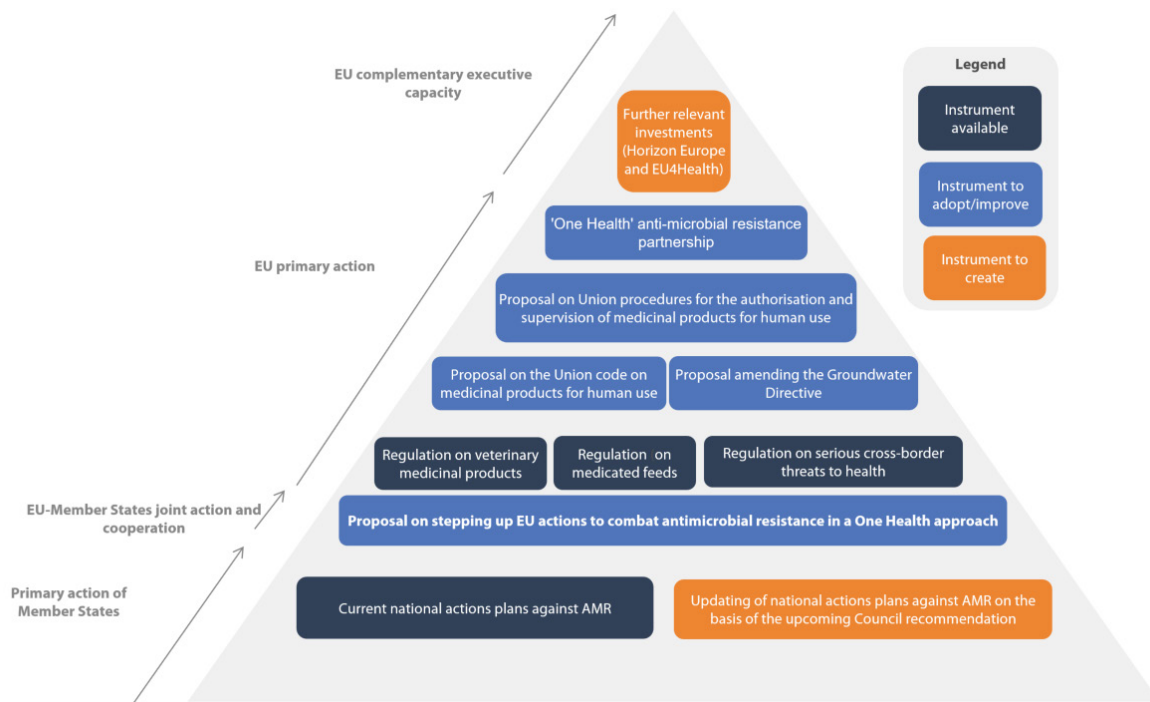 EU complementary executive
capacity
EU primary action
EU-Member States joint action and
cooperation
Primary action of
Member States
Further relevant
investments
(Horizon Europe
and EU4Health)
'One Health' anti-microbial resistance
partnership
Proposal on Union procedures for the authorisation and
supervision of medicinal products for human use
Proposal on the Union code on
medicinal products for human use
Proposal amending the Groundwater
Directive
Regulation on veterinary
medicinal products
Regulation on
medicated feeds
Regulation on serious cross-border
threats to health
Proposal on stepping up EU actions to combat antimicrobial resistance in a One Health approach
Current national actions plans against AMR
Updating of national actions plans against AMR on the
basis of the upcoming Council recommendation
Legend
Instrument
available
Instrument to
adopt/improve
Instrument to
create